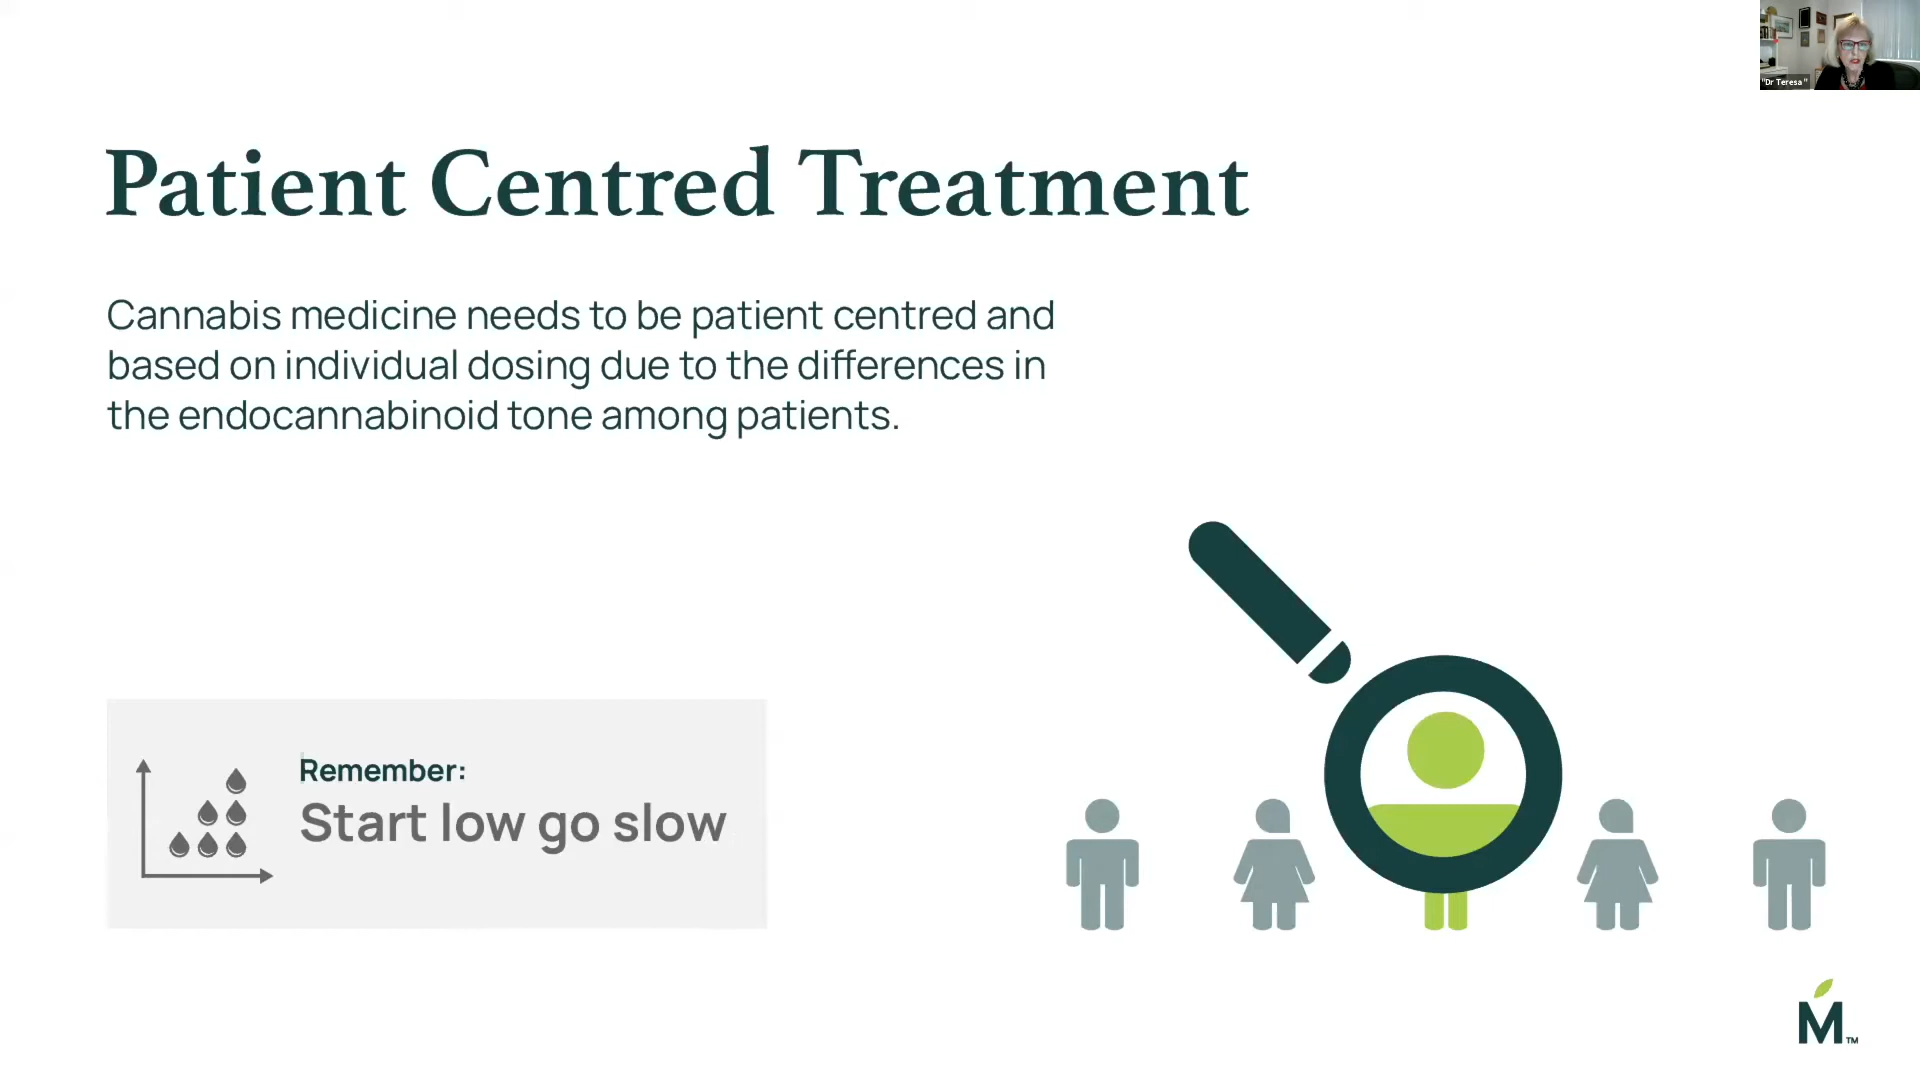 "Dr Teresa"
Patient Centred Treatment
Cannabis medicine needs to be patient centred and
based on individual dosing due to the differences in
the endocannabinoid tone among patients.
Remember:
Start low go slow
M™